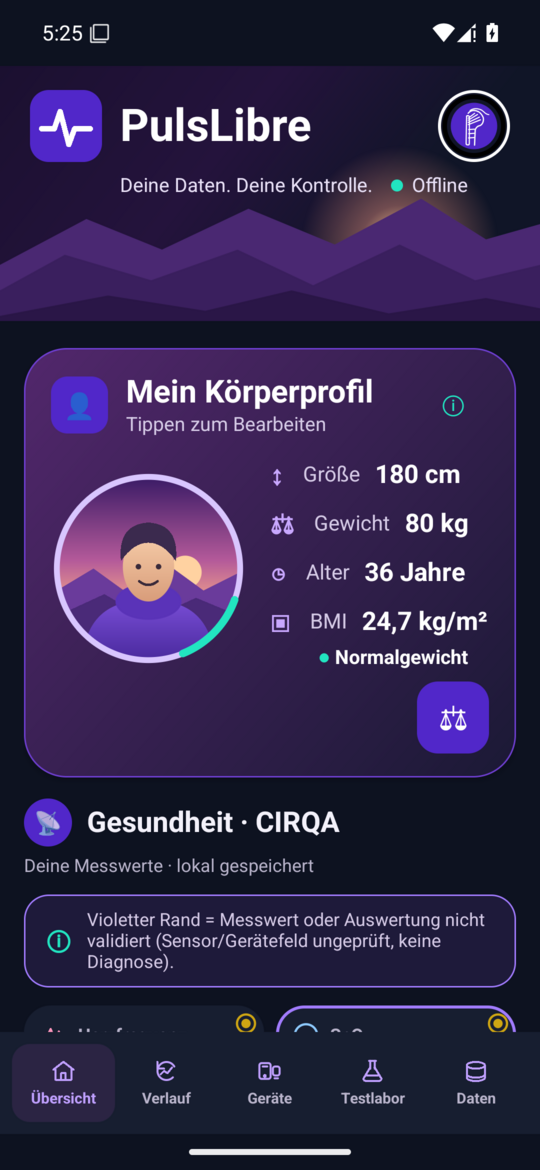 5:25
PulsLibre
Deine Daten. Deine Kontrolle.
Offline
Mein Körperprofil
Tippen zum Bearbeiten
Größe 180 cm
Gewicht 80 kg
Alter 36 Jahre
BMI 24,7 kg/m²
Normalgewicht
Gesundheit · CIRQA
Deine Messwerte · lokal gespeichert
Violetter Rand = Messwert oder Auswertung nicht
validiert (Sensor/Gerätefeld ungeprüft, keine
Diagnose).
Übersicht
Verlauf
Geräte
Testlabor
Daten